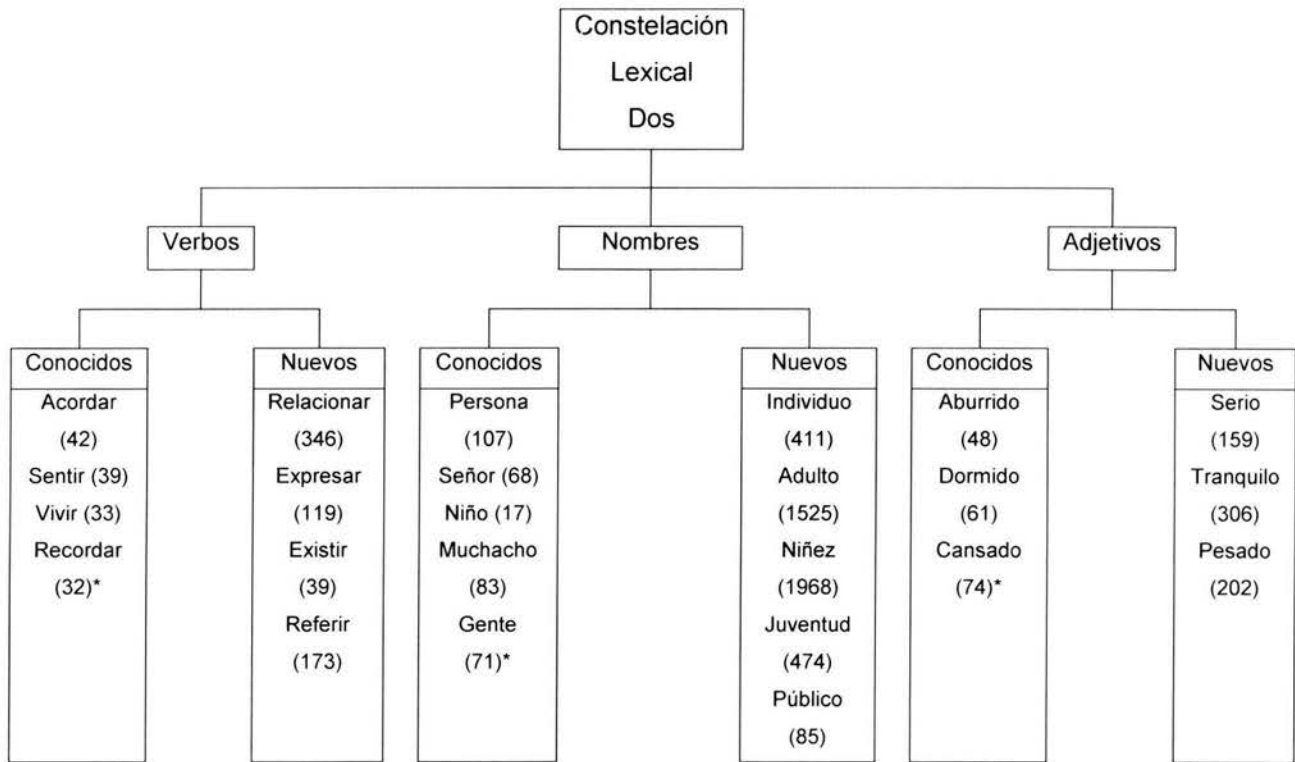 Constelación
Lexical
Dos
Verbos
Nombres
Adjetivos
Conocidos
Acordar
(42)
Sentir (39)
Vivir (33)
Recordar
(32)*
Nuevos
Relacionar
(346)
Expresar
(119)
Existir
(39)
Referir
(173)
Conocidos
Persona
(107)
Señor (68)
Niño (17)
Muchacho
(83)
Gente
(71)*
Nuevos
Individuo
(411)
Adulto
(1525)
Niñez
(1968)
Juventud
(474)
Público
(85)
Conocidos
Aburrido
(48)
Dormido
(61)
Cansado
(74)*
Nuevos
Serio
(159)
Tranquilo
(306)
Pesado
(202)